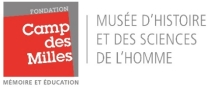 FONDATION
Camp
des
Milles
MÉMOIRE ET ÉDUCATION
MUSÉE D'HISTOIRE
ET DES SCIENCES
DE L'HOMME